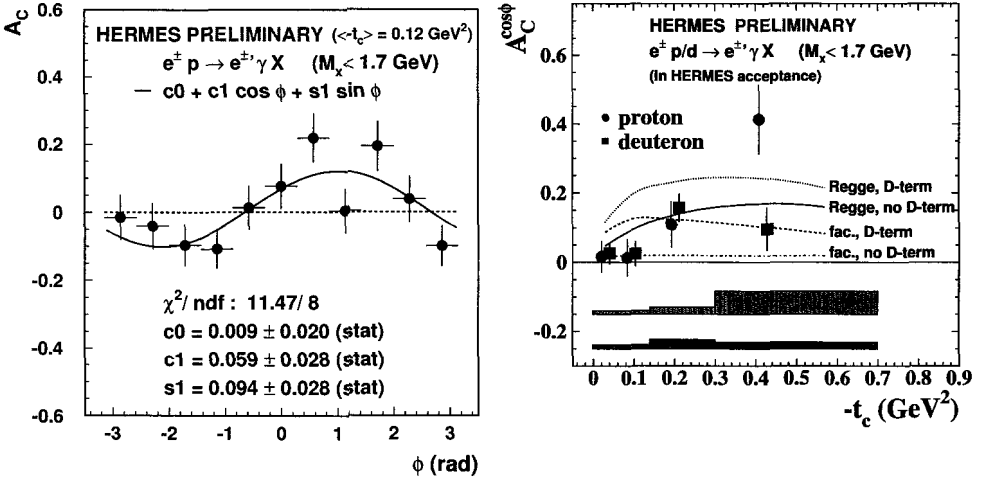 A_C
0.6
0.4
0.2
0
-0.2
-0.4
-0.6
HERMES PRELIMINARY (<-t_c> = 0.12 GeV²)
e^± p → e^±' γ X (M_x < 1.7 GeV)
— c0 + c1 cos ϕ + s1 sin ϕ
χ²/ ndf : 11.47/ 8
c0 = 0.009 ± 0.020 (stat)
c1 = 0.059 ± 0.028 (stat)
s1 = 0.094 ± 0.028 (stat)
-3 -2 -1 0 1 2 3
ϕ (rad)
A_C^cosϕ
0.6
0.4
0.2
0
-0.2
HERMES PRELIMINARY
e^± p/d → e^±' γ X (M_x < 1.7 GeV)
(in HERMES acceptance)
● proton
■ deuteron
Regge, D-term
Regge, no D-term
fac., D-term
fac., no D-term
0 0.1 0.2 0.3 0.4 0.5 0.6 0.7 0.8 0.9
-t_c (GeV²)